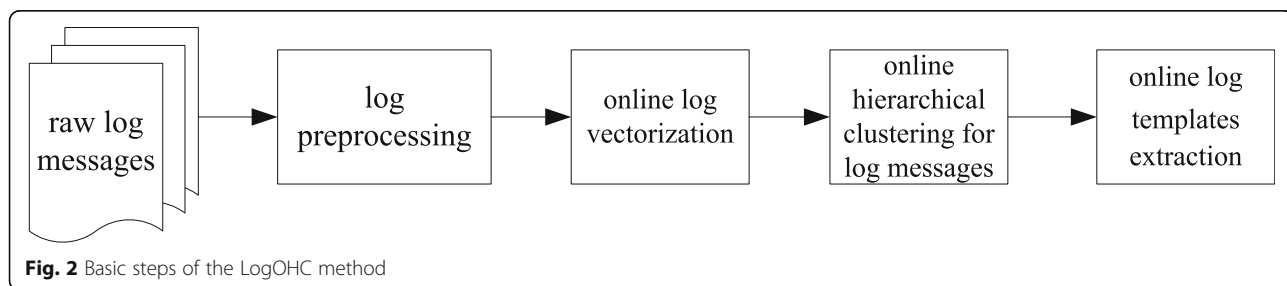 raw log
messages
log
preprocessing
online log
vectorization
online
hierarchical
clustering for
log messages
online log
templates
extraction
Fig. 2 Basic steps of the LogOHC method